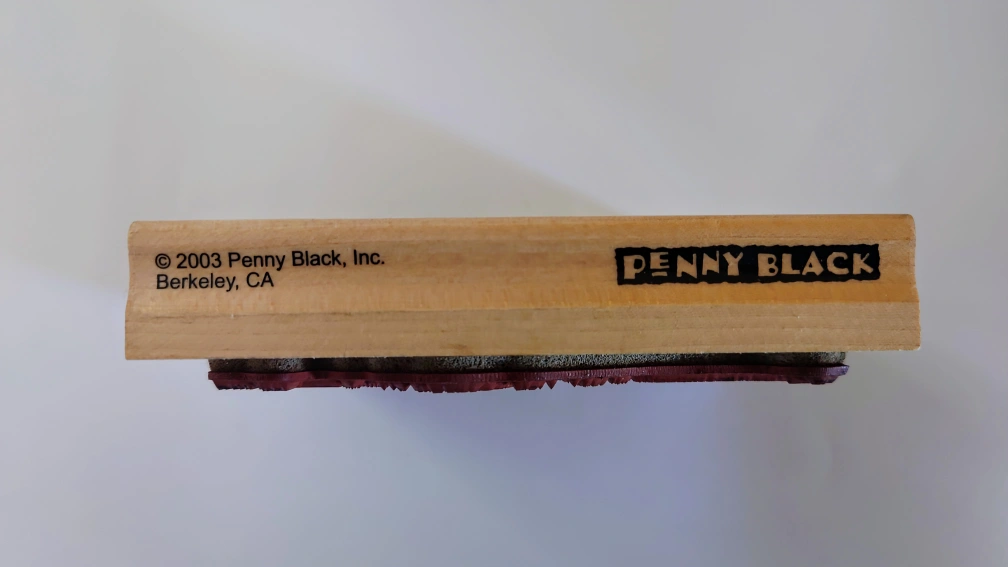 © 2003 Penny Black, Inc.
Berkeley, CA
PENNY BLACK